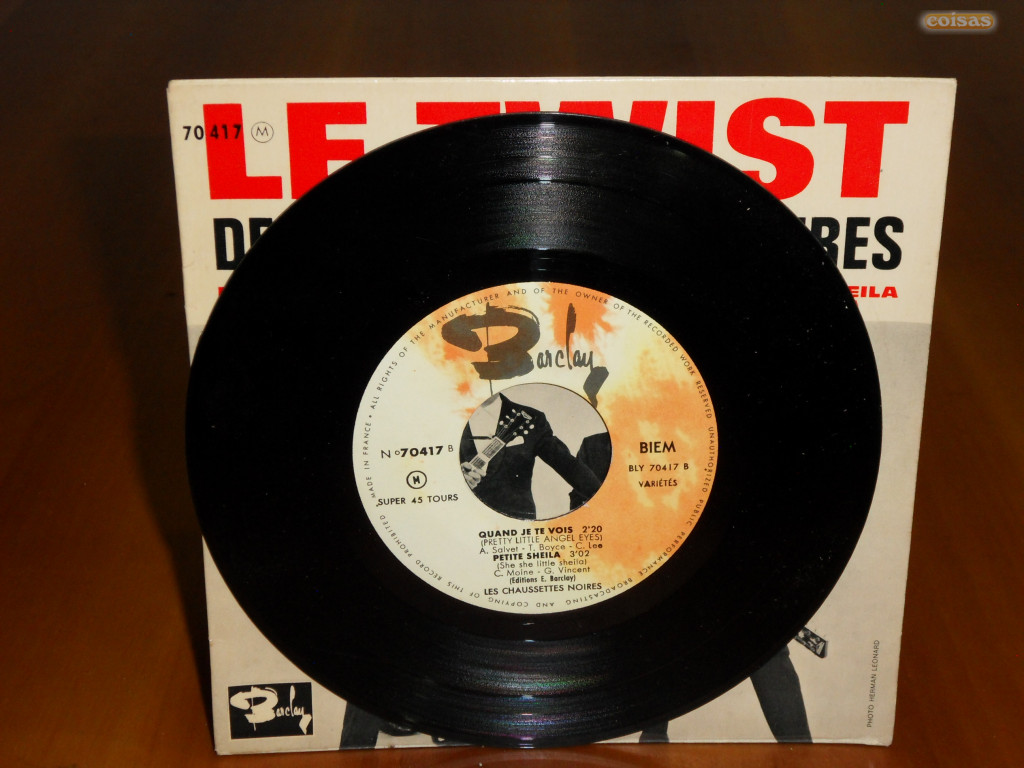 coisas
LE TWIST
70 417 M
DE RES
EILA
MADE IN FRANCE • ALL RIGHTS OF THE MANUFACTURER AND OF THE OWNER OF THE RECORDED WORK RESERVED UNAUTHORIZED PUBLIC PERFORMANCE BROADCASTING AND COPYING OF THIS RECORD PROHIBITED
Barclay
N° 70417 B
BIEM
BLY 70417 B
VARIÉTÉS
SUPER 45 TOURS
QUAND JE TE VOIS 2'20
(PRETTY LITTLE ANGEL EYES)
A. Salvet - T. Boyce - C. Lee
PETITE SHEILA 3'02
(She she little sheila)
C. Moine - G. Vincent
(Editions E. Barclay)
LES CHAUSSETTES NOIRES
Barclay
PHOTO HERMAN LEONARD